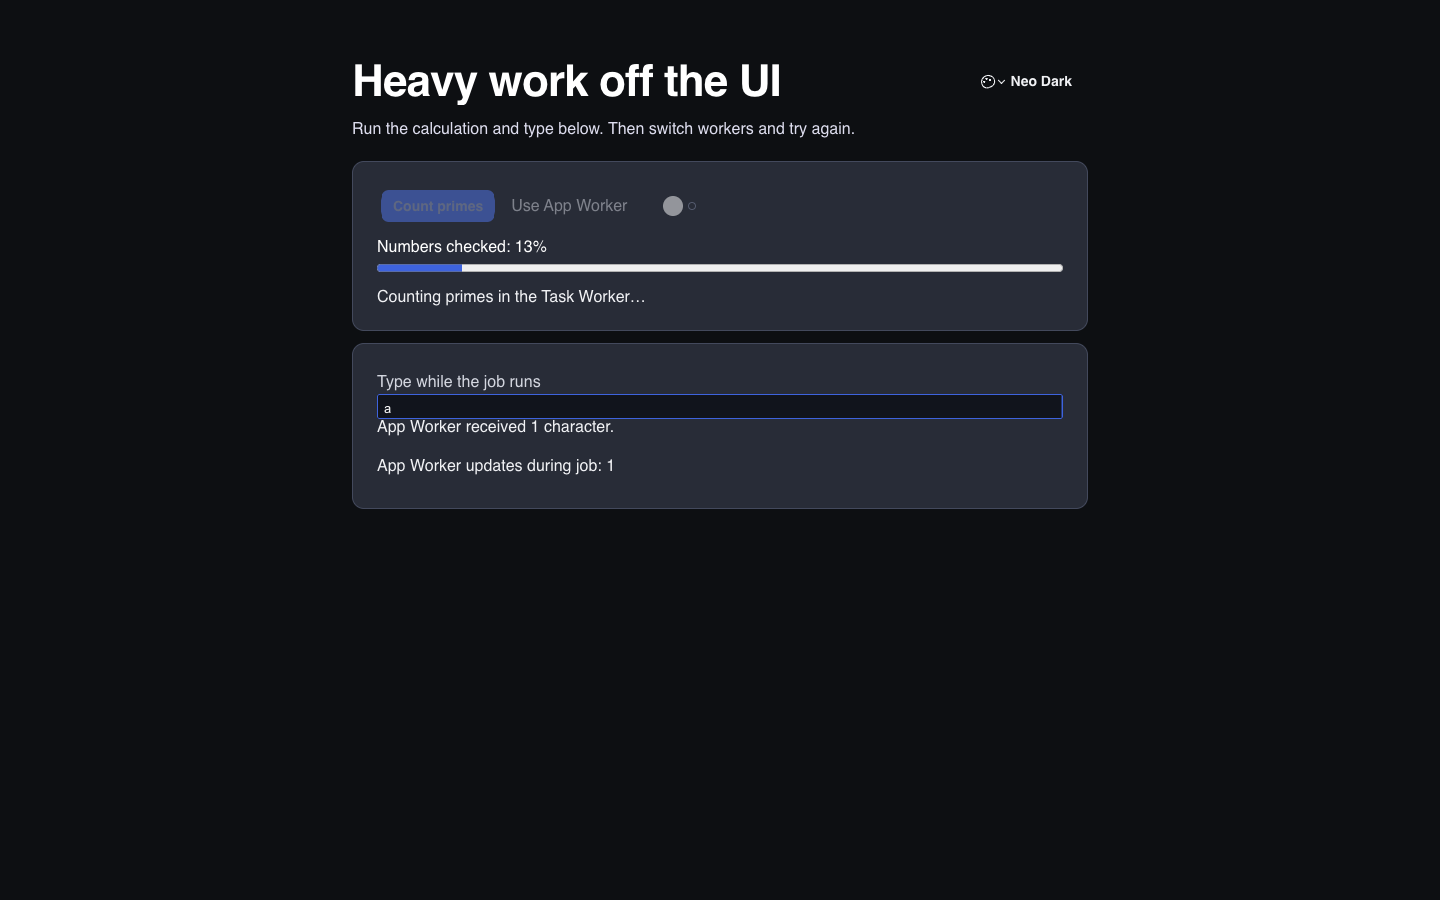 Heavy work off the UI
Neo Dark
Run the calculation and type below. Then switch workers and try again.
Count primes
Use App Worker
Numbers checked: 13%
Counting primes in the Task Worker…
Type while the job runs
a
App Worker received 1 character.
App Worker updates during job: 1